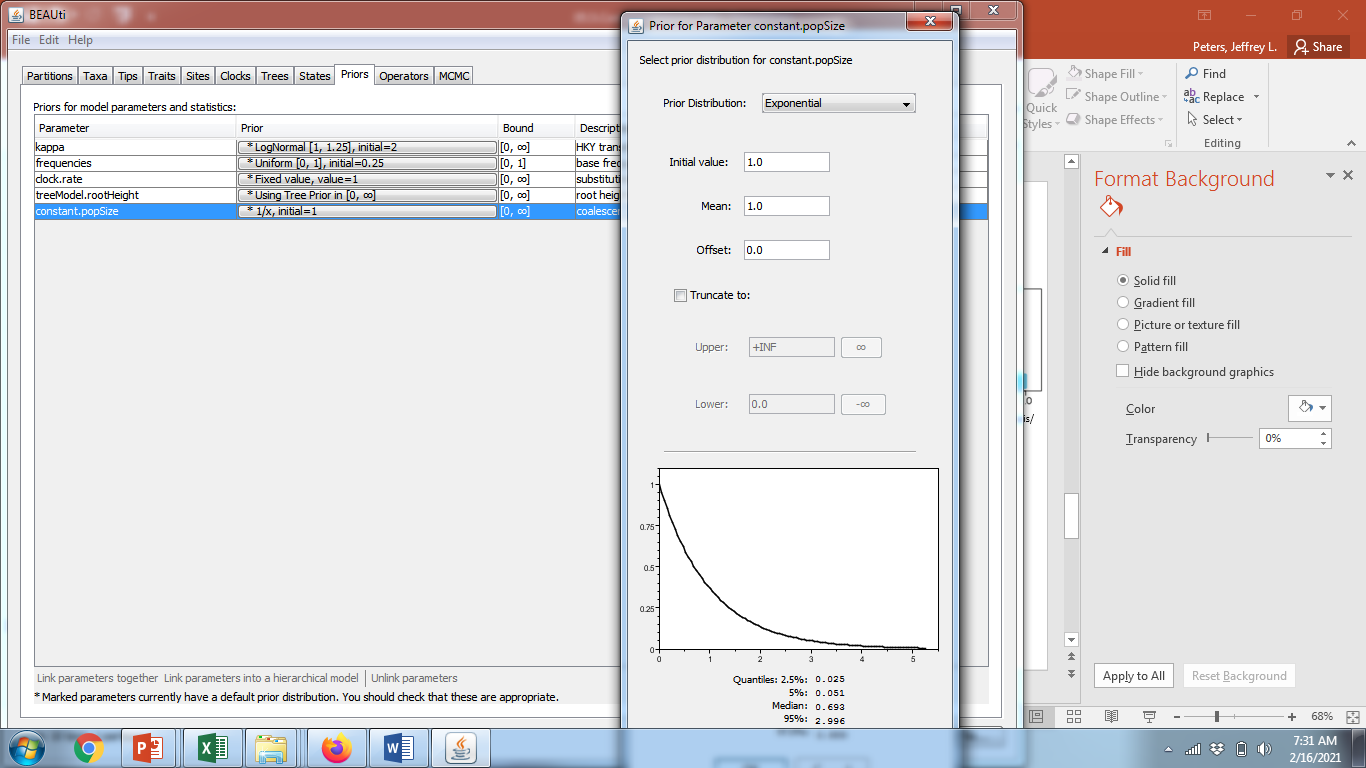 BEAUti
File Edit Help
Partitions Taxa Tips Traits Sites Clocks Trees States Priors Operators MCMC
Priors for model parameters and statistics:
Parameter Prior Bound Descript
kappa * LogNormal [1, 1.25], initial=2 [0, ∞] HKY trans
frequencies * Uniform [0, 1], initial=0.25 [0, 1] base freq
clock.rate * Fixed value, value=1 [0, ∞] substituti
treeModel.rootHeight * Using Tree Prior in [0, ∞] [0, ∞] root heig
constant.popSize * 1/x, initial=1 [0, ∞] coalescen
Link parameters together Link parameters into a hierarchical model Unlink parameters
* Marked parameters currently have a default prior distribution. You should check that these are appropriate.
Prior for Parameter constant.popSize
Select prior distribution for constant.popSize
Prior Distribution: Exponential
Initial value: 1.0
Mean: 1.0
Offset: 0.0
Truncate to:
Upper: +INF ∞
Lower: 0.0 -∞
1
0.75
0.5
0.25
0
0 1 2 3 4 5
Quantiles: 2.5%: 0.025
5%: 0.051
Median: 0.693
95%: 2.996
Peters, Jeffrey L. Share
Quick
Styles
Shape Fill
Shape Outline
Shape Effects
Find
Replace
Select
Editing
Format Background
Fill
Solid fill
Gradient fill
Picture or texture fill
Pattern fill
Hide background graphics
Color
Transparency 0%
.0
is/
Apply to All Reset Background
68%
7:31 AM
2/16/2021